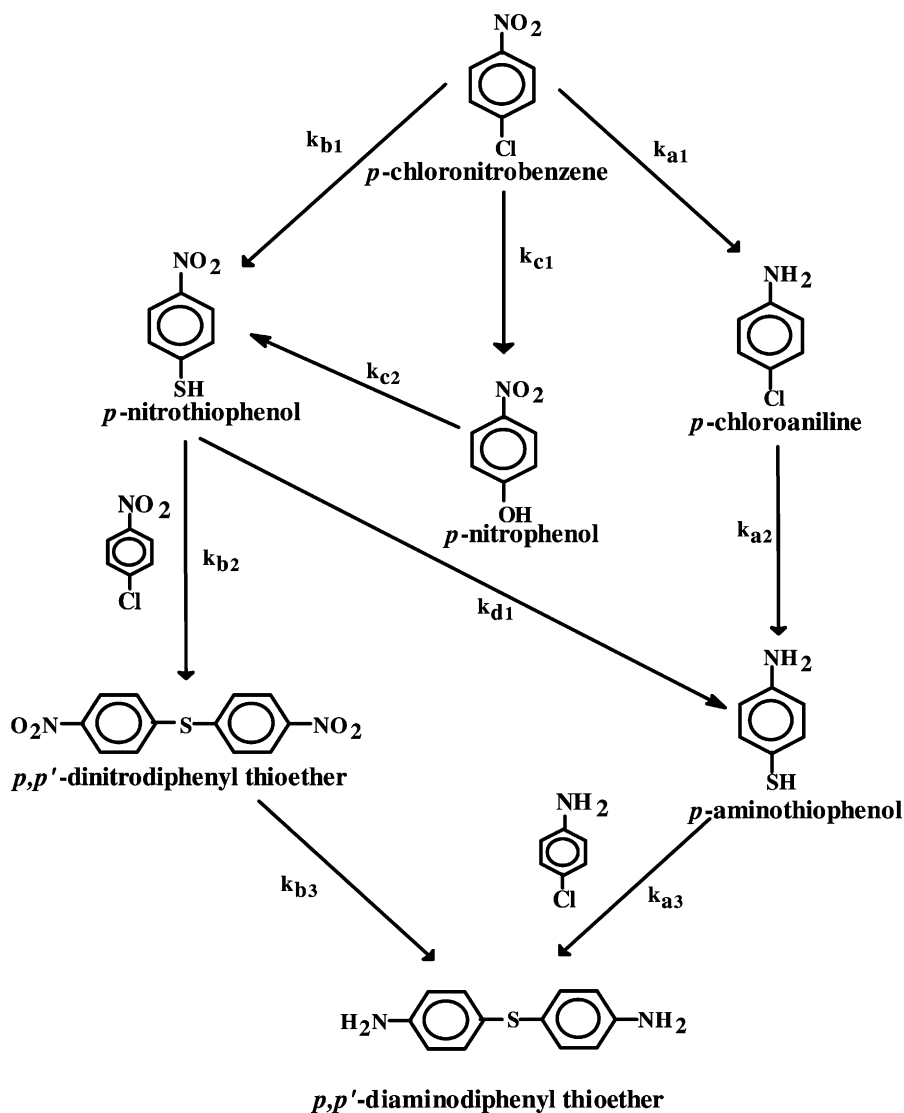 NO2
Cl
p-chloronitrobenzene
kb1
ka1
kc1
NO2
SH
p-nitrothiophenol
NH2
Cl
p-chloroaniline
kc2
NO2
OH
p-nitrophenol
NO2
Cl
kb2
ka2
kd1
O2N S NO2
p,p'-dinitrodiphenyl thioether
NH2
SH
p-aminothiophenol
NH2
Cl
kb3
ka3
H2N S NH2
p,p'-diaminodiphenyl thioether